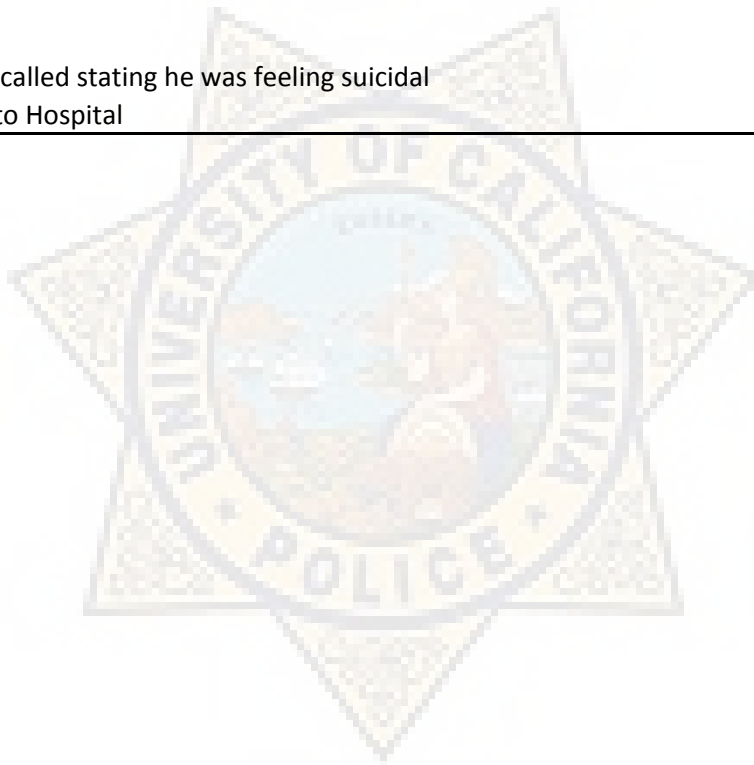 called stating he was feeling suicidal
to Hospital
UNIVERSITY OF CALIFORNIA
POLICE